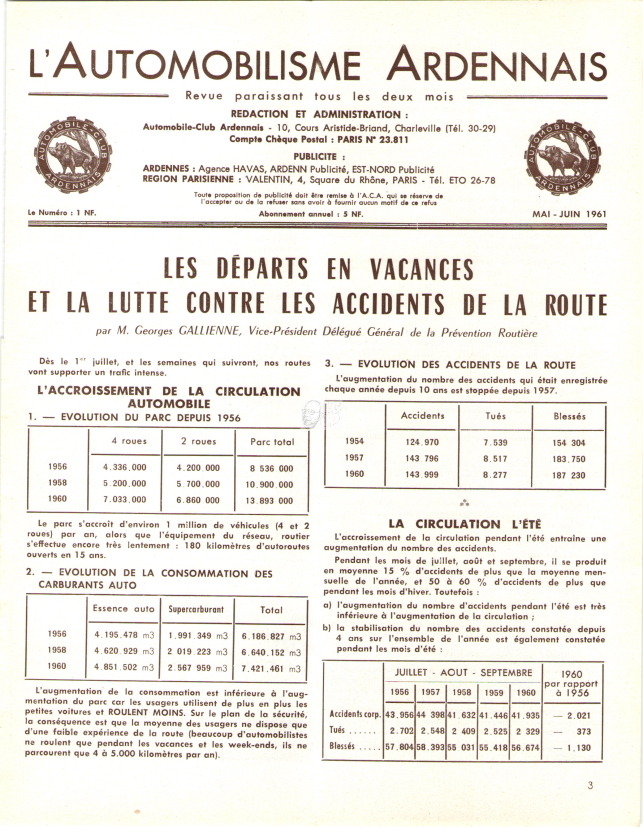 L'AUTOMOBILISME ARDENNAIS
Revue paraissant tous les deux mois
REDACTION ET ADMINISTRATION :
Automobile-Club Ardennais - 10, Cours Aristide-Briand, Charleville (Tél. 30-29)
Compte Chèque Postal : PARIS N° 23.811
PUBLICITE :
ARDENNES : Agence HAVAS, ARDENN Publicité, EST-NORD Publicité
REGION PARISIENNE : VALENTIN, 4, Square du Rhône, PARIS - Tél. ETO 26-78
Toute proposition de publicité doit être remise à l'A.C.A. qui se réserve de
l'accepter ou de la refuser sans avoir à fournir aucun motif de ce refus
AUTOMOBILE-CLUB
ARDENNAIS
AUTOMOBILE-CLUB
ARDENNAIS
Le Numéro : 1 NF. Abonnement annuel : 5 NF. MAI - JUIN 1961
LES DÉPARTS EN VACANCES
ET LA LUTTE CONTRE LES ACCIDENTS DE LA ROUTE
par M. Georges GALLIENNE, Vice-Président Délégué Général de la Prévention Routière
Dès le 1er juillet, et les semaines qui suivront, nos routes
vont supporter un trafic intense.
L'ACCROISSEMENT DE LA CIRCULATION
AUTOMOBILE
1. — EVOLUTION DU PARC DEPUIS 1956
4 roues 2 roues Parc total
1956 4.336.000 4.200 000 8 536 000
1958 5.200.000 5 700.000 10.900 000
1960 7.033.000 6 860 000 13 893 000
Le parc s'accroit d'environ 1 million de véhicules (4 et 2
roues) par an, alors que l'équipement du réseau, routier
s'effectue encore très lentement : 180 kilomètres d'autoroutes
ouverts en 15 ans.
2. — EVOLUTION DE LA CONSOMMATION DES
CARBURANTS AUTO
Essence auto Supercarburant Total
1956 4.195.478 m3 1.991 349 m3 6.186.827 m3
1958 4.620.929 m3 2 019 223 m3 6.640.152 m3
1960 4.851.502 m3 2 567 959 m3 7.421.461 m3
L'augmentation de la consommation est inférieure à l'aug-
mentation du parc car les usagers utilisent de plus en plus les
petites voitures et ROULENT MOINS. Sur le plan de la sécurité,
la conséquence est que la moyenne des usagers ne dispose que
d'une faible expérience de la route (beaucoup d'automobilistes
ne roulent que pendant les vacances et les week-ends, ils ne
parcourent que 4 à 5.000 kilomètres par an).
3. — EVOLUTION DES ACCIDENTS DE LA ROUTE
L'augmentation du nombre des accidents qui était enregistrée
chaque année depuis 10 ans est stoppée depuis 1957.
Accidents Tués Blessés
1954 124.970 7.539 154 304
1957 143 796 8.517 183.750
1960 143.999 8.277 187 230
LA CIRCULATION L'ÉTÉ
L'accroissement de la circulation pendant l'été entraîne une
augmentation du nombre des accidents.
Pendant les mois de juillet, août et septembre, il se produit
en moyenne 15 % d'accidents de plus que la moyenne men-
suelle de l'année, et 50 à 60 % d'accidents de plus que
pendant les mois d'hiver. Toutefois :
a) l'augmentation du nombre d'accidents pendant l'été est très
inférieure à l'augmentation de la circulation ;
b) la stabilisation du nombre des accidents constatée depuis
4 ans sur l'ensemble de l'année est également constatée
pendant les mois d'été :
JUILLET - AOUT - SEPTEMBRE 1960 par rapport à 1956
1956 1957 1958 1959 1960
Accidents corp. 43.956 44 398 41.632 41.446 41.935 — 2.021
Tués ...... 2.702 2.548 2 409 2.525 2 329 — 373
Blessés ..... 57.804 58.393 55 031 55.418 56.674 — 1.130
3